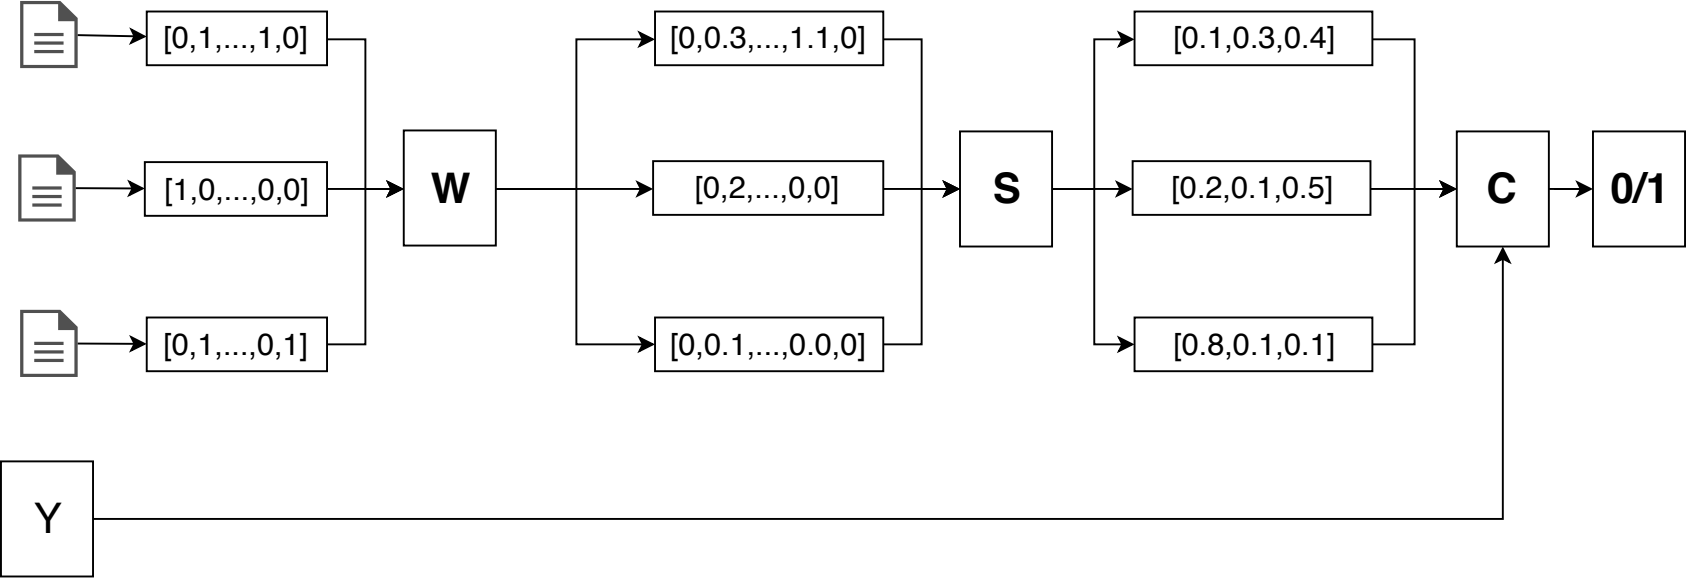 [0,1,...,1,0]
[0,0.3,...,1.1,0]
[0.1,0.3,0.4]
[1,0,...,0,0]
W
[0,2,...,0,0]
S
[0.2,0.1,0.5]
C
0/1
[0,1,...,0,1]
[0,0.1,...,0.0,0]
[0.8,0.1,0.1]
Y